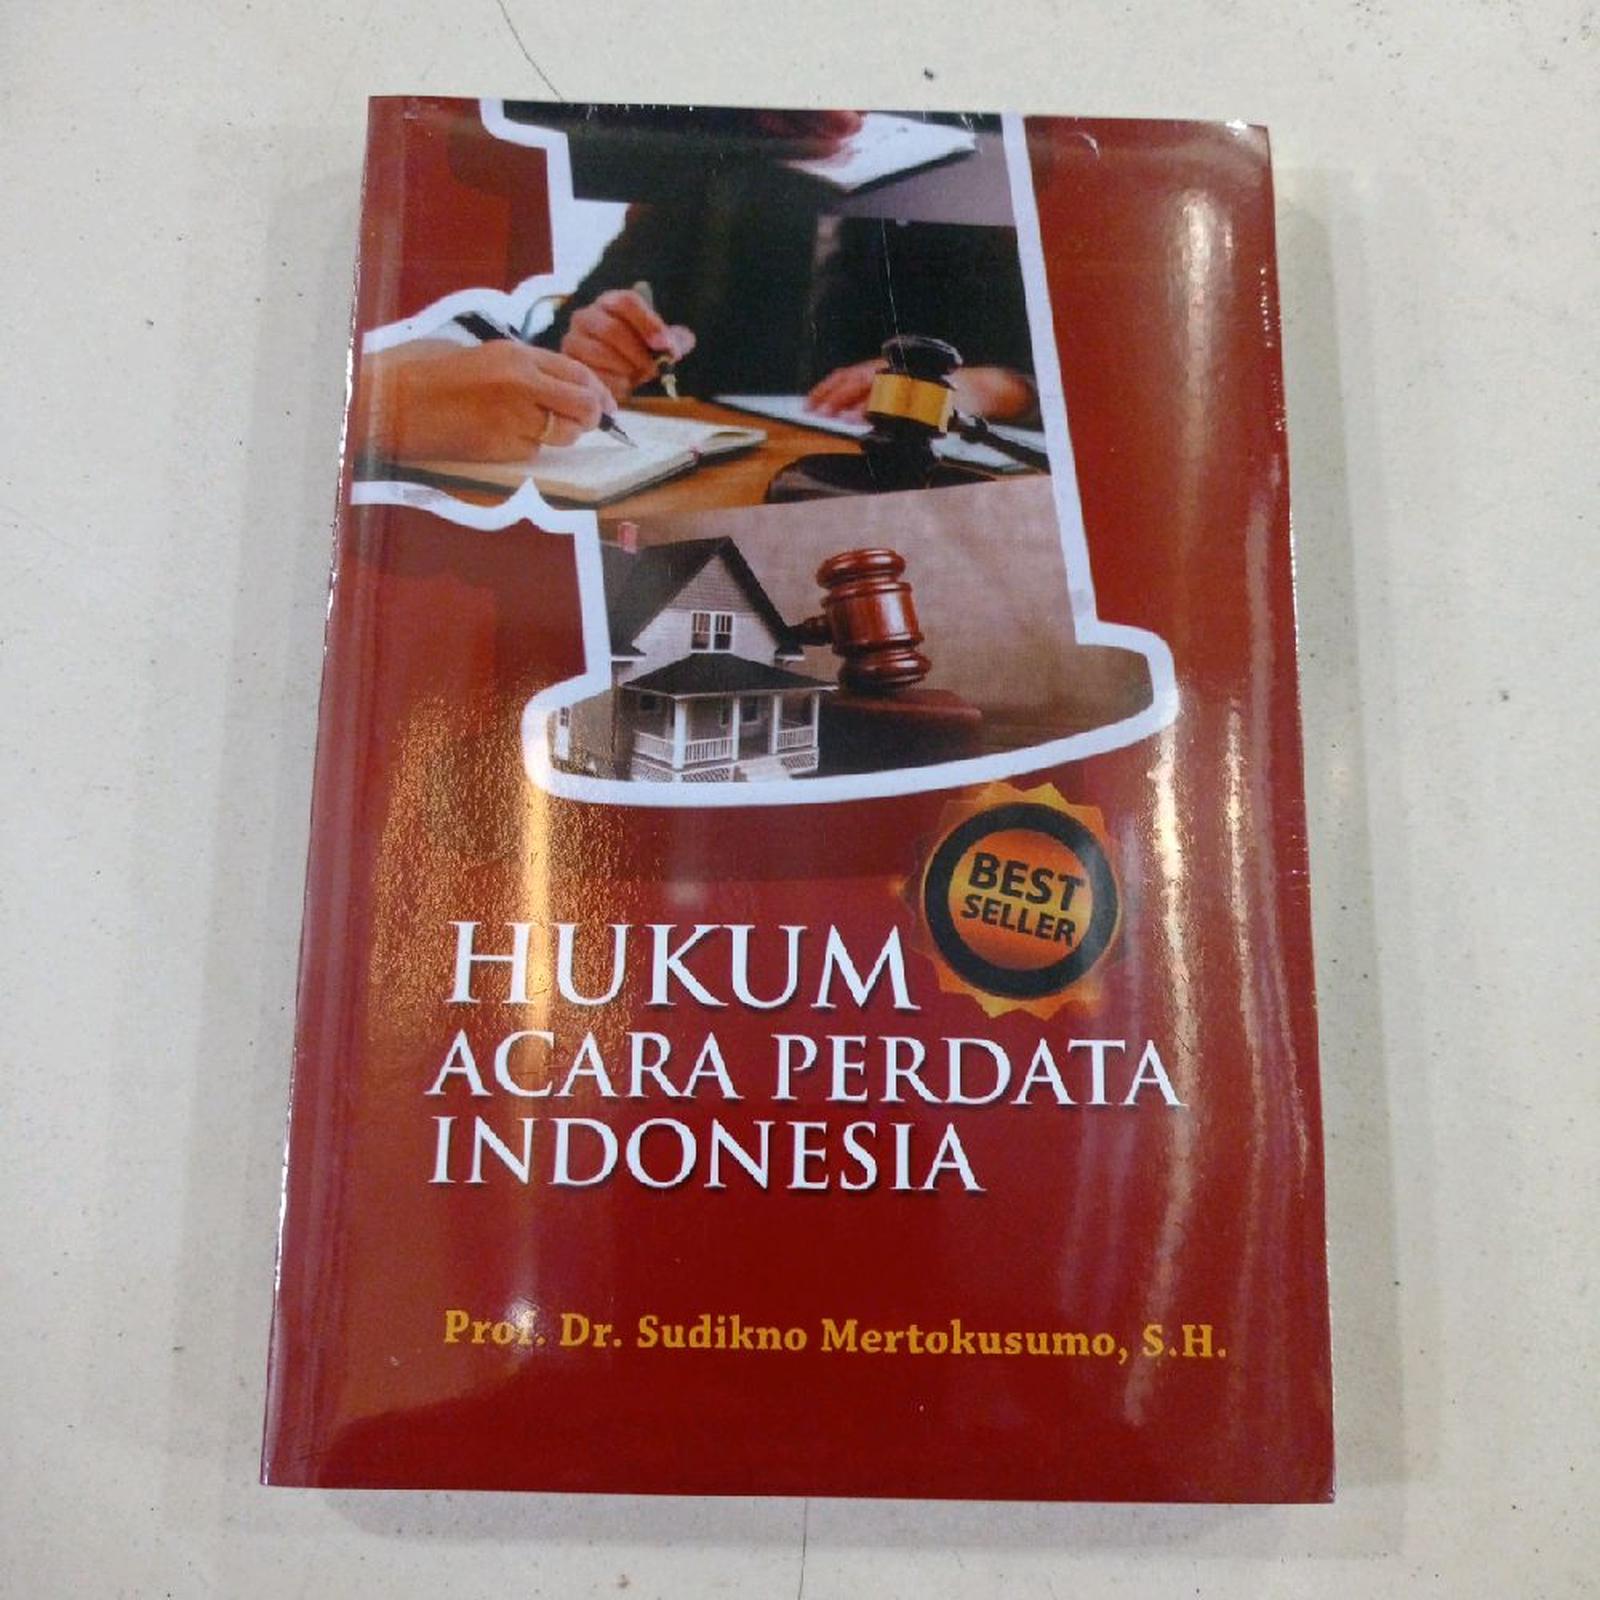 BEST
SELLER
HUKUM
ACARA PERDATA
INDONESIA
Prof. Dr. Sudikno Mertokusumo, S.H.